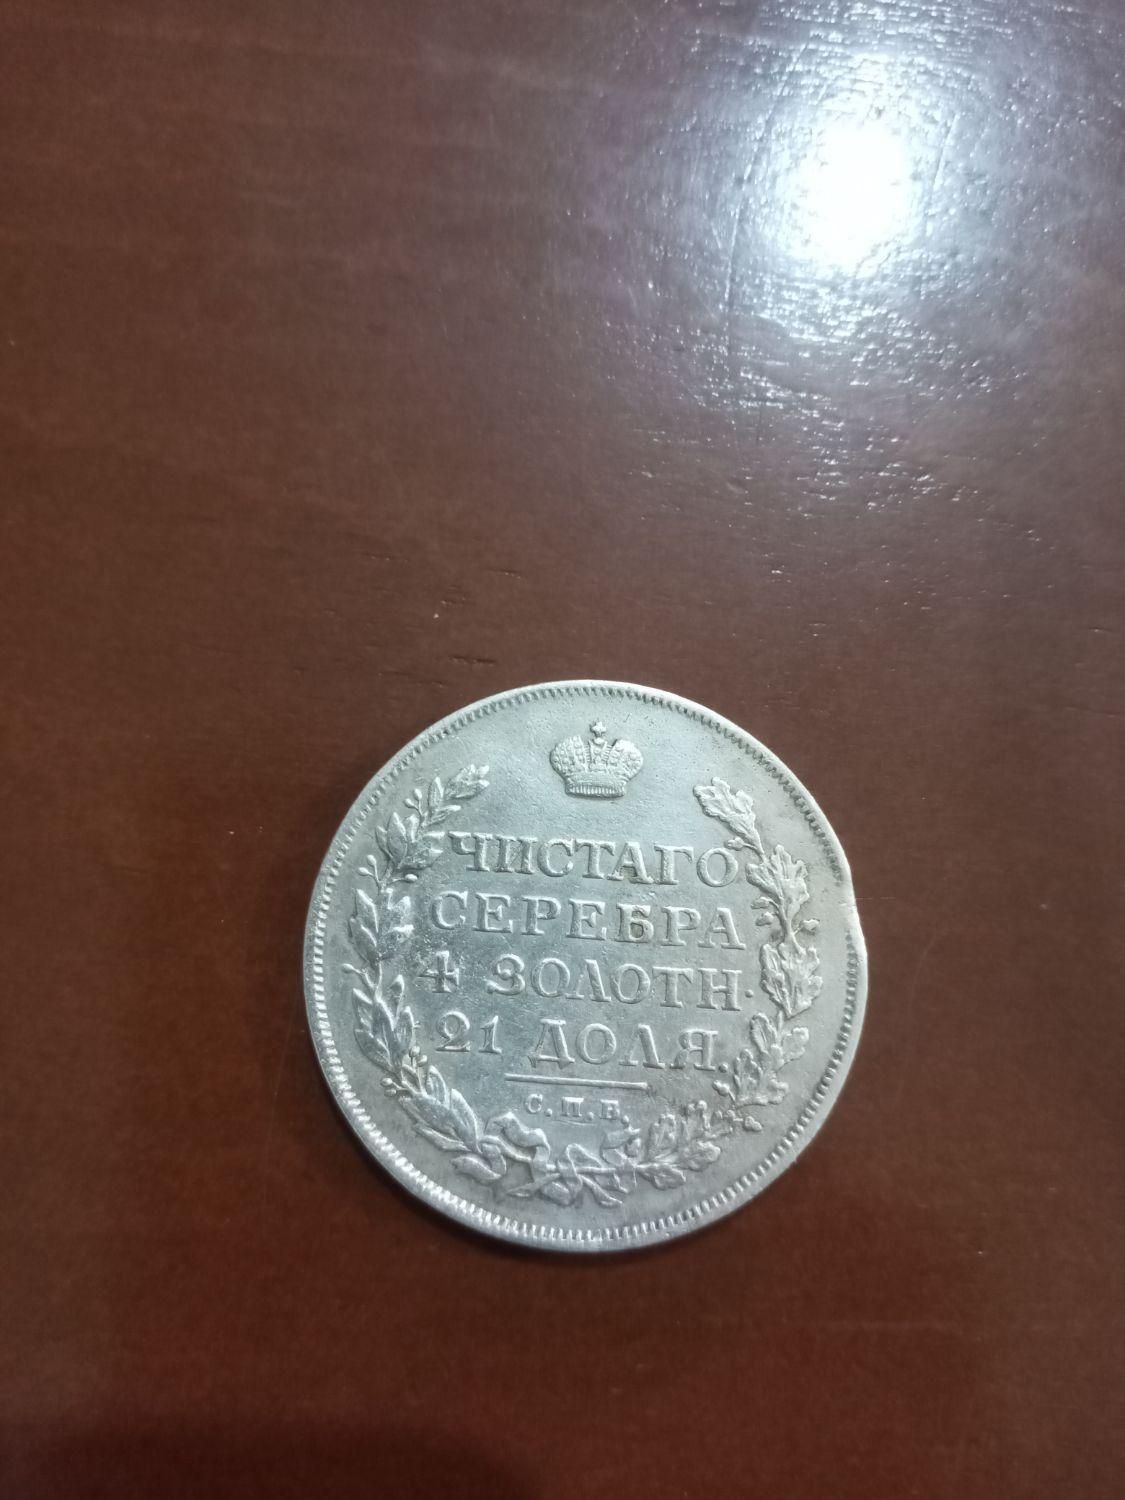 ЧИСТАГО
СЕРЕБРА
4 ЗОЛОТН.
21 ДОЛЯ.
С.П.Б.